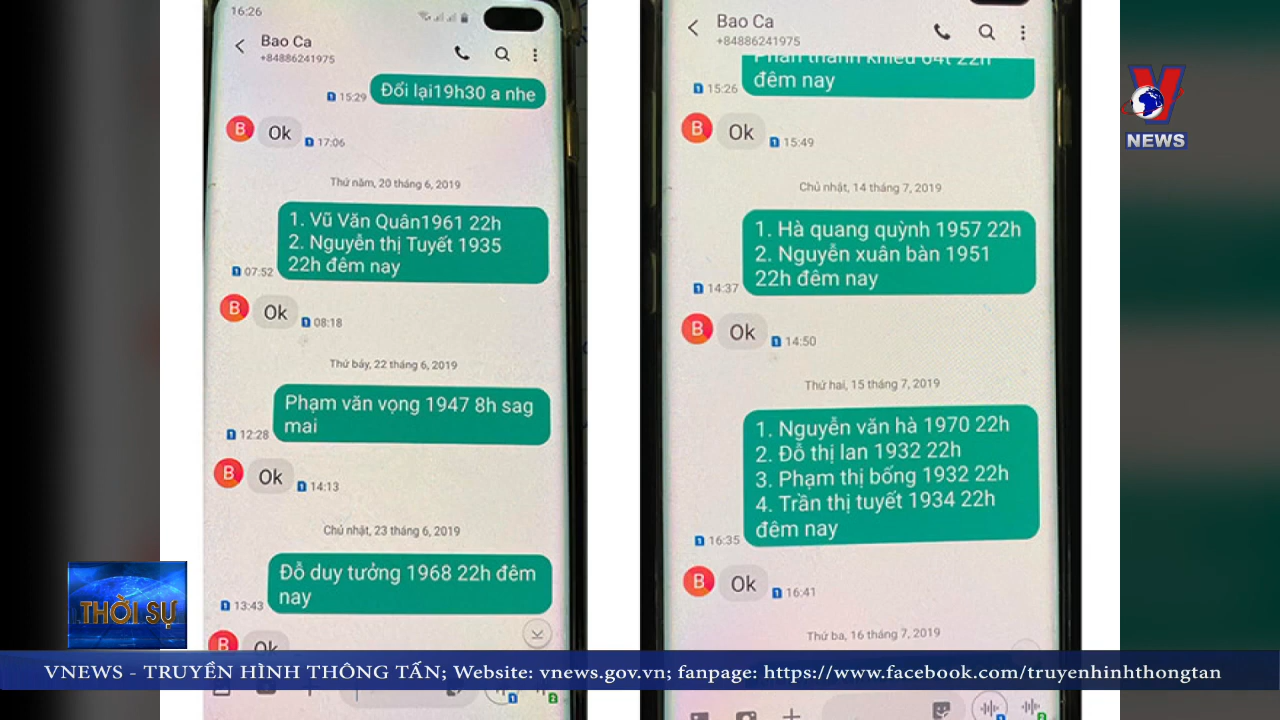 16:26
Bao Ca
+84886241975
Đổi lại19h30 a nhe
15:29
B
Ok
17:06
Thứ năm, 20 tháng 6, 2019
1. Vũ Văn Quân1961 22h
2. Nguyễn thị Tuyết 1935
22h đêm nay
07:52
B
Ok
08:18
Thứ bảy, 22 tháng 6, 2019
Phạm văn vọng 1947 8h sag
mai
12:28
B
Ok
14:13
Chủ nhật, 23 tháng 6, 2019
Đỗ duy tưởng 1968 22h đêm
nay
13:43
B
Ok
Bao Ca
+84886241975
Phan thanh khiêu 64t 22h
đêm nay
15:26
B
Ok
15:49
Chủ nhật, 14 tháng 7, 2019
1. Hà quang quỳnh 1957 22h
2. Nguyễn xuân bàn 1951
22h đêm nay
14:37
B
Ok
14:50
Thứ hai, 15 tháng 7, 2019
1. Nguyễn văn hà 1970 22h
2. Đỗ thị lan 1932 22h
3. Phạm thị bống 1932 22h
4. Trần thị tuyết 1934 22h
đêm nay
16:35
B
Ok
16:41
Thứ ba, 16 tháng 7, 2019
V
NEWS
THỜI SỰ
VNEWS - TRUYỀN HÌNH THÔNG TẤN; Website: vnews.gov.vn; fanpage: https://www.facebook.com/truyenhinhthongtan